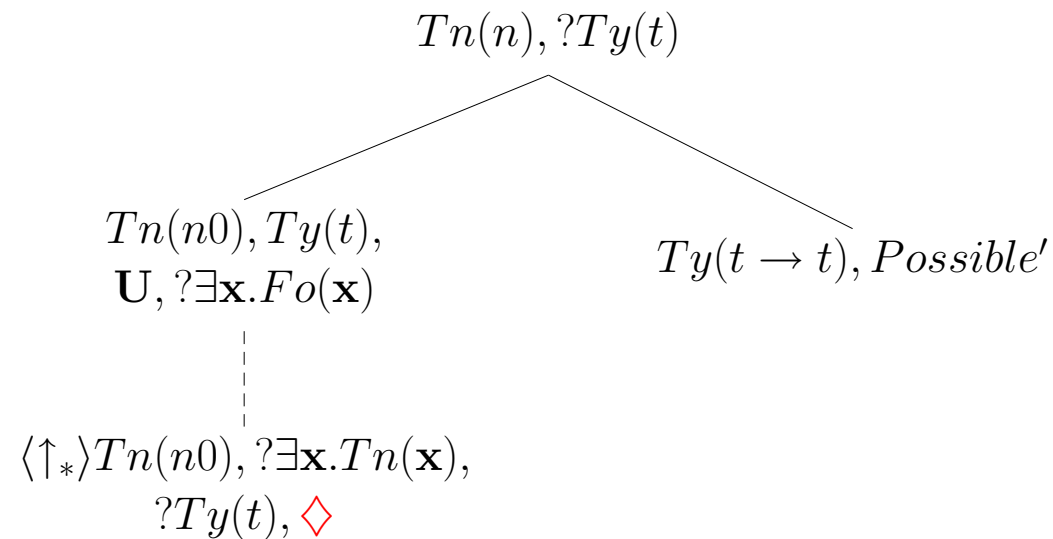 Tn(n), ?Ty(t)
Tn(n0), Ty(t),
U, ?∃x.Fo(x)
Ty(t → t), Possible′
⟨↑∗⟩Tn(n0), ?∃x.Tn(x),
?Ty(t), ♢